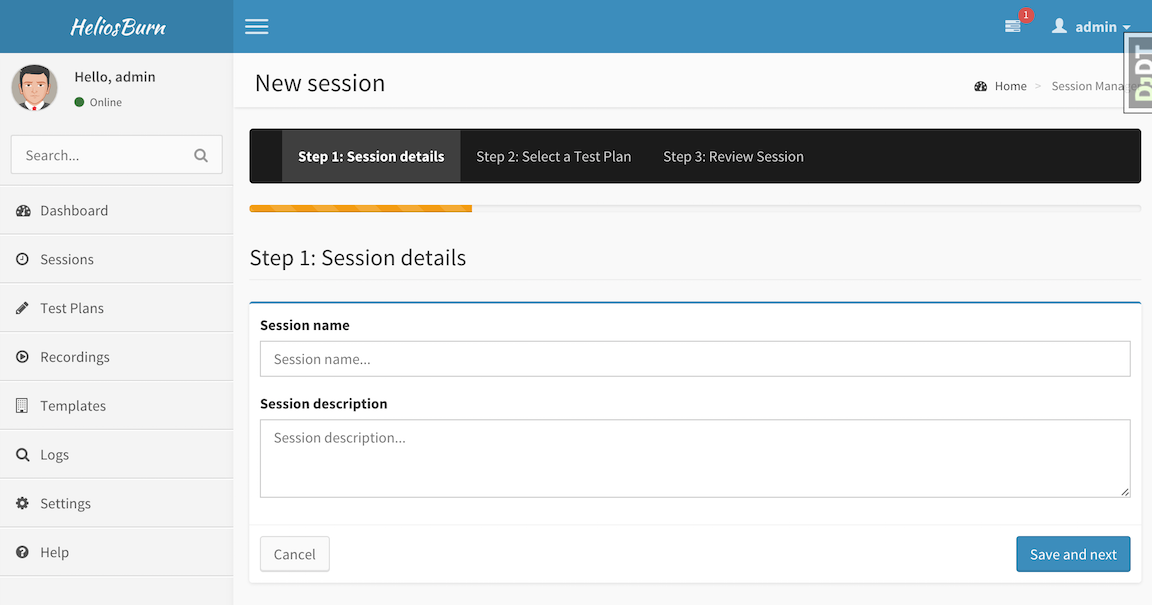 HeliosBurn
1
admin
Hello, admin
Online
Search...
Dashboard
Sessions
Test Plans
Recordings
Templates
Logs
Settings
Help
New session
Home > Session Mana
DjDT
Step 1: Session details Step 2: Select a Test Plan Step 3: Review Session
Step 1: Session details
Session name
Session name...
Session description
Session description...
Cancel
Save and next